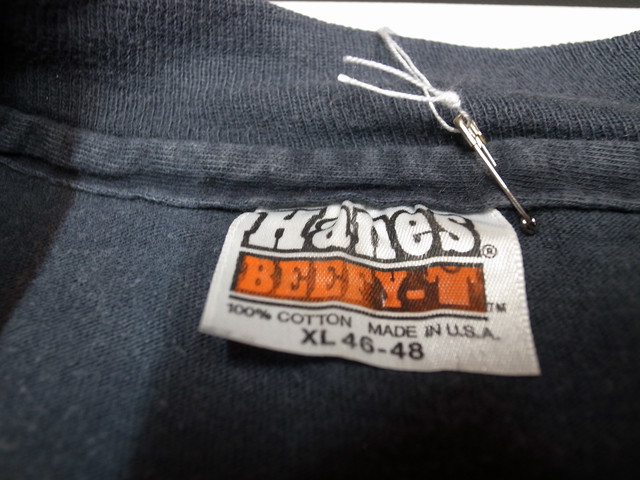 Hanes®
BEEFY-T™
100% COTTON MADE IN U.S.A.
XL 46-48